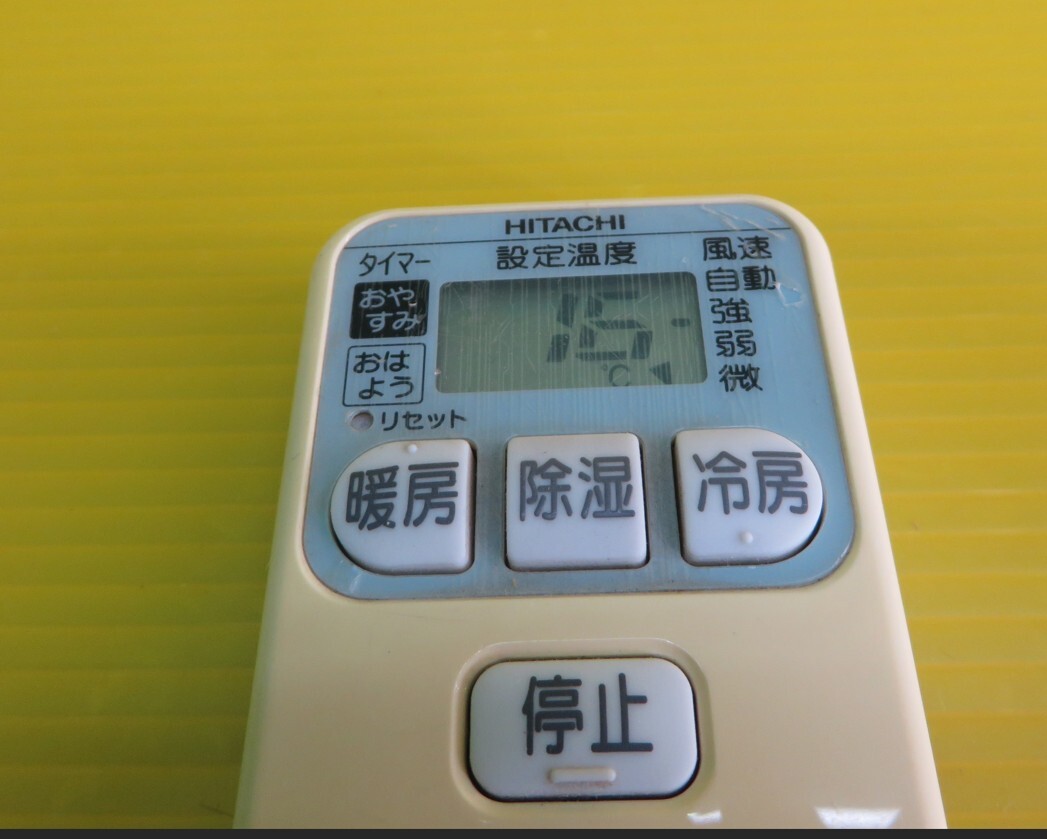 HITACHI
タイマー
設定温度
風速
おや
すみ
15
℃
自動
強
弱
微
おは
よう
リセット
暖房
除湿
冷房
停止